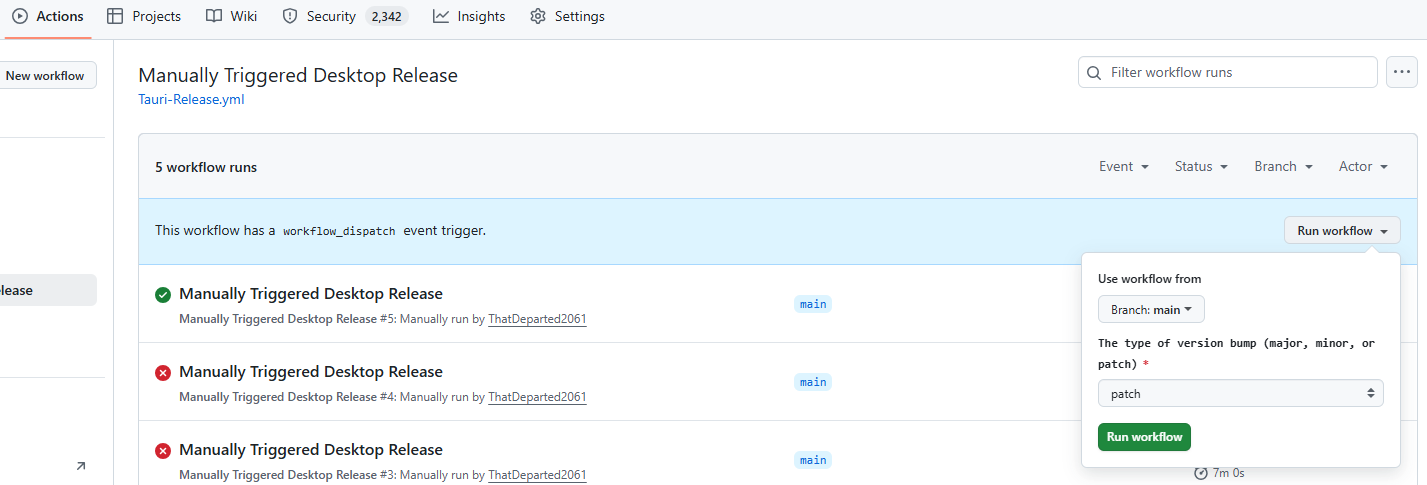 Actions Projects Wiki Security 2,342 Insights Settings
New workflow
Manually Triggered Desktop Release
Tauri-Release.yml
Filter workflow runs
5 workflow runs
Event Status Branch Actor
This workflow has a workflow_dispatch event trigger.
Run workflow
Use workflow from
Branch: main
The type of version bump (major, minor, or
patch) *
patch
Run workflow
lease
Manually Triggered Desktop Release
Manually Triggered Desktop Release #5: Manually run by ThatDeparted2061
main
Manually Triggered Desktop Release
Manually Triggered Desktop Release #4: Manually run by ThatDeparted2061
main
Manually Triggered Desktop Release
Manually Triggered Desktop Release #3: Manually run by ThatDeparted2061
main
7m 0s